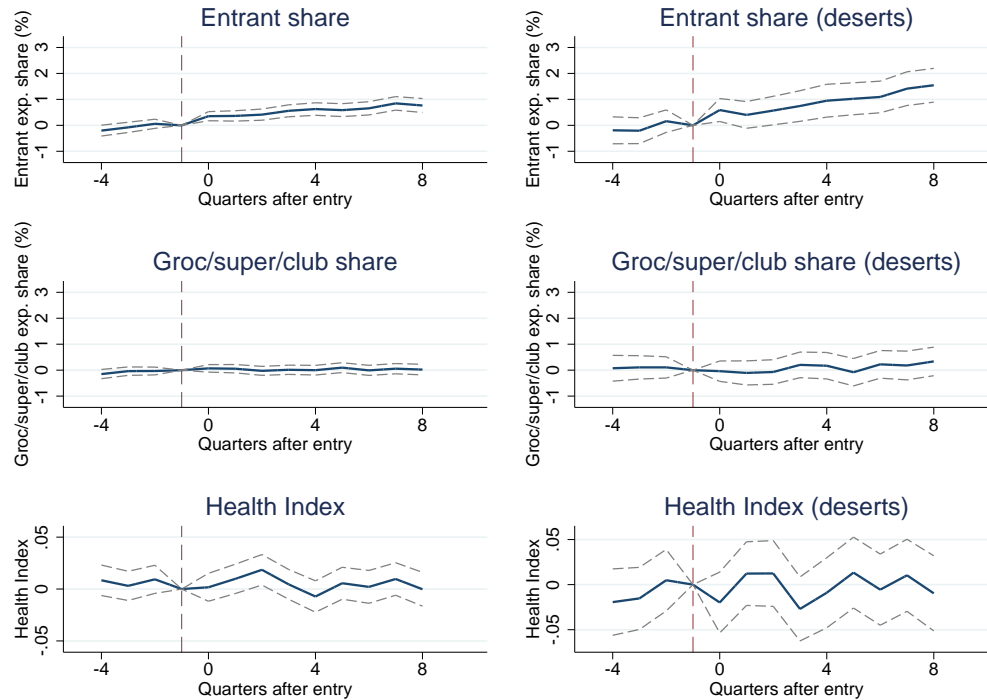 Entrant share
Entrant exp. share (%)
3
2
1
0
-1
-4
0
4
8
Quarters after entry
Entrant share (deserts)
Entrant exp. share (%)
3
2
1
0
-1
-4
0
4
8
Quarters after entry
Groc/super/club share
Groc/super/club exp. share (%)
3
2
1
0
-1
-4
0
4
8
Quarters after entry
Groc/super/club share (deserts)
Groc/super/club exp. share (%)
3
2
1
0
-1
-4
0
4
8
Quarters after entry
Health Index
Health Index
.05
0
-.05
-4
0
4
8
Quarters after entry
Health Index (deserts)
Health Index
.05
0
-.05
-4
0
4
8
Quarters after entry